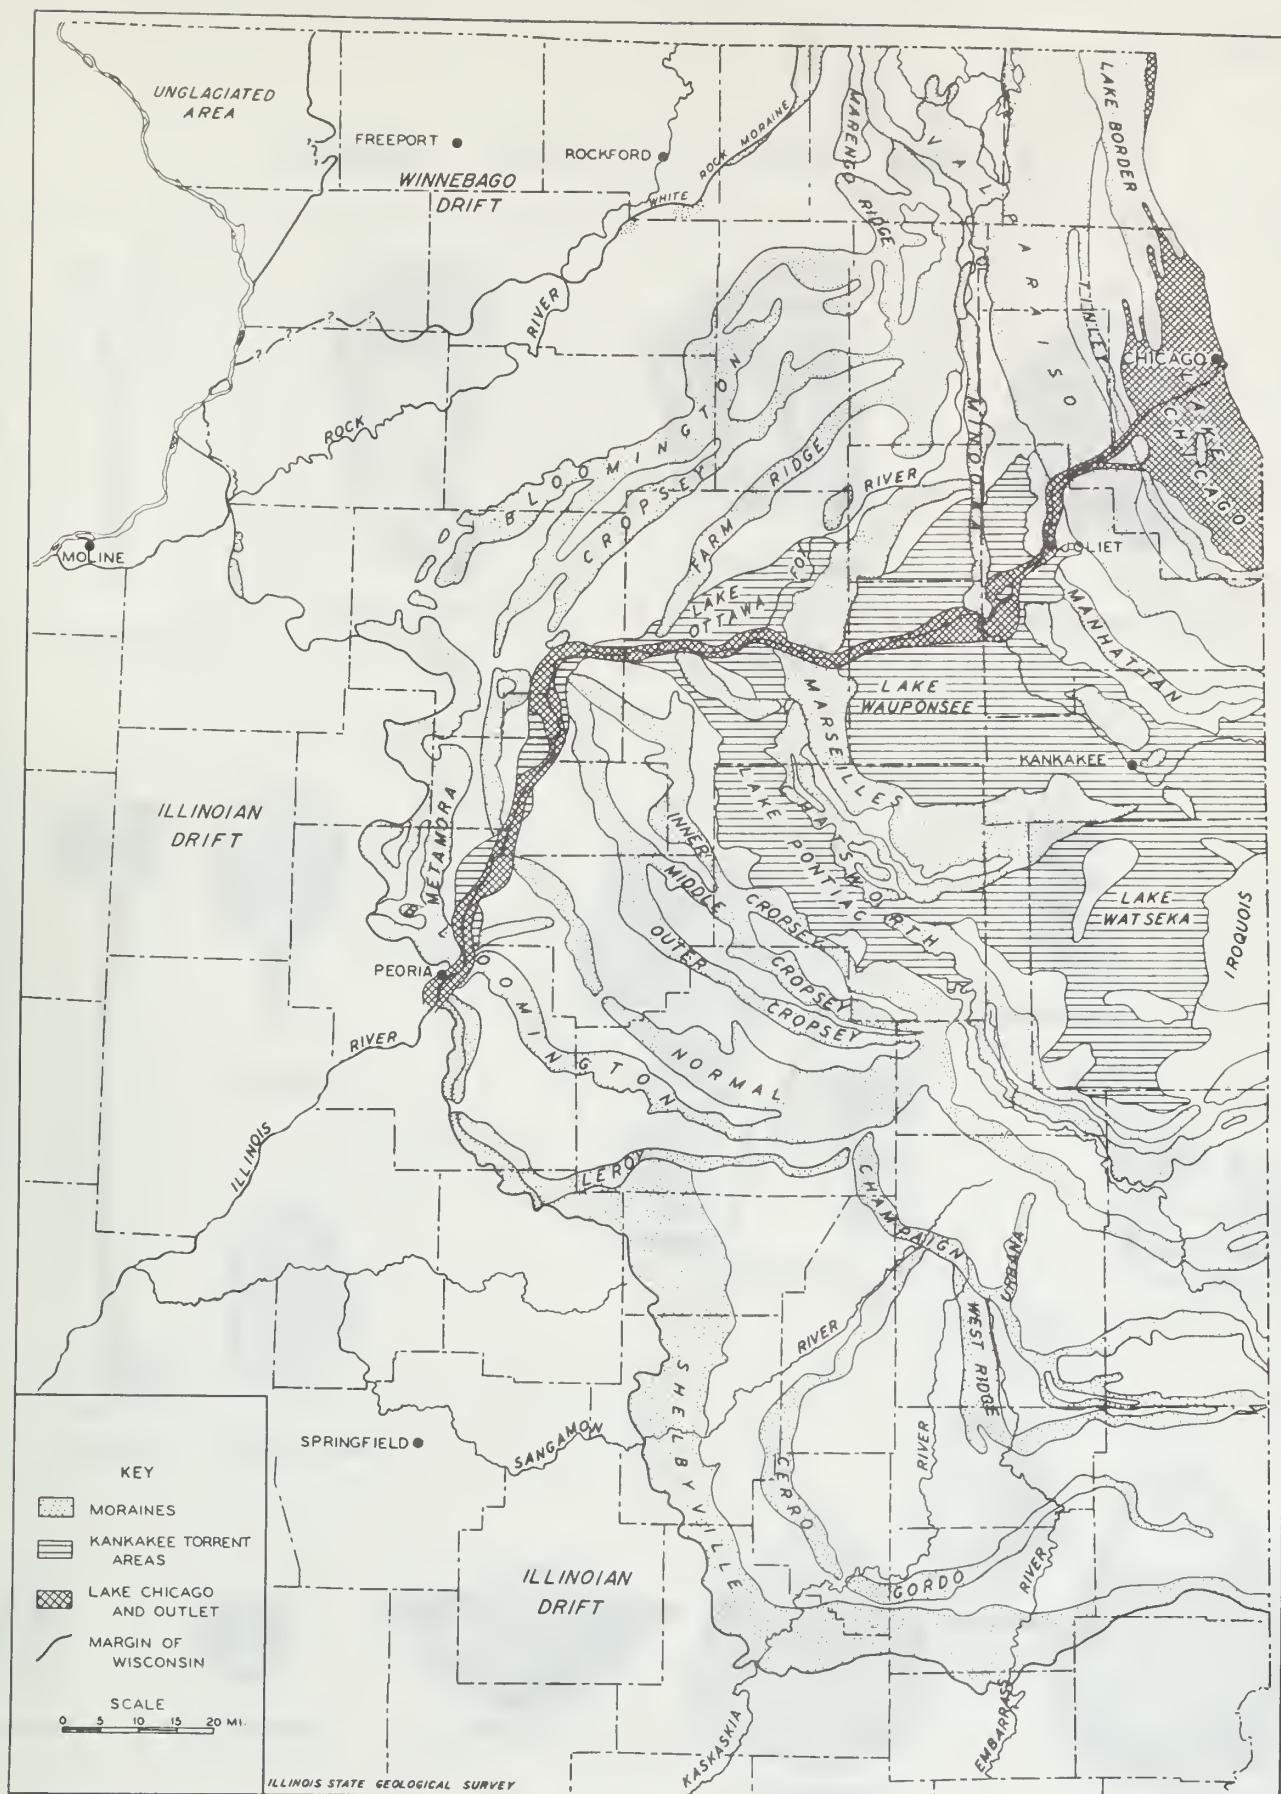 UNGLACIATED
AREA
FREEPORT
ROCKFORD
WINNEBAGO
DRIFT
WHITE ROCK MORAINE
MARENGO RIDGE
VALPARAISO
LAKE BORDER
TINLEY
CHICAGO
LAKE
CHICAGO
RIVER
ROCK
BLOOMINGTON
CROPSEY
FARM RIDGE
MINOOKA
FOX RIVER
MOLINE
JOLIET
LAKE
OTTAWA
MANHATTAN
MARSEILLES
LAKE
WAUPONSEE
KANKAKEE
ILLINOIAN
DRIFT
METAMORA
INNER CROPSEY
MIDDLE CROPSEY
OUTER CROPSEY
LAKE PONTIAC
CHATSWORTH
LAKE
WATSEKA
IROQUOIS
PEORIA
BLOOMINGTON
NORMAL
ILLINOIS RIVER
LEROY
CHAMPAIGN
URBANA
WEST RIDGE
SHELBYVILLE
RIVER
CERRO
GORDO
RIVER
SPRINGFIELD
SANGAMON
ILLINOIAN
DRIFT
RIVER
EMBARRASS
KASKASKIA
KEY
MORAINES
KANKAKEE TORRENT
AREAS
LAKE CHICAGO
AND OUTLET
MARGIN OF
WISCONSIN
SCALE
0 5 10 15 20 MI.
ILLINOIS STATE GEOLOGICAL SURVEY
? ? ?
? ? ? ?